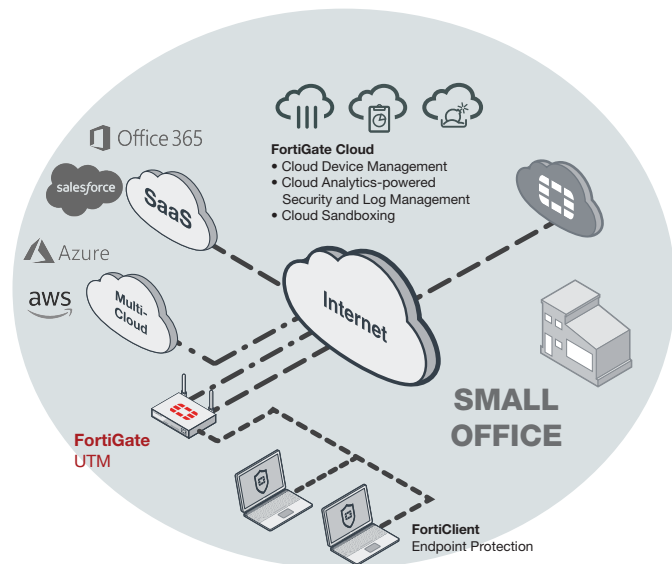 Office 365
salesforce
SaaS
Azure
aws
Multi-
Cloud
FortiGate Cloud
• Cloud Device Management
• Cloud Analytics-powered
Security and Log Management
• Cloud Sandboxing
Internet
SMALL
OFFICE
FortiGate
UTM
FortiClient
Endpoint Protection